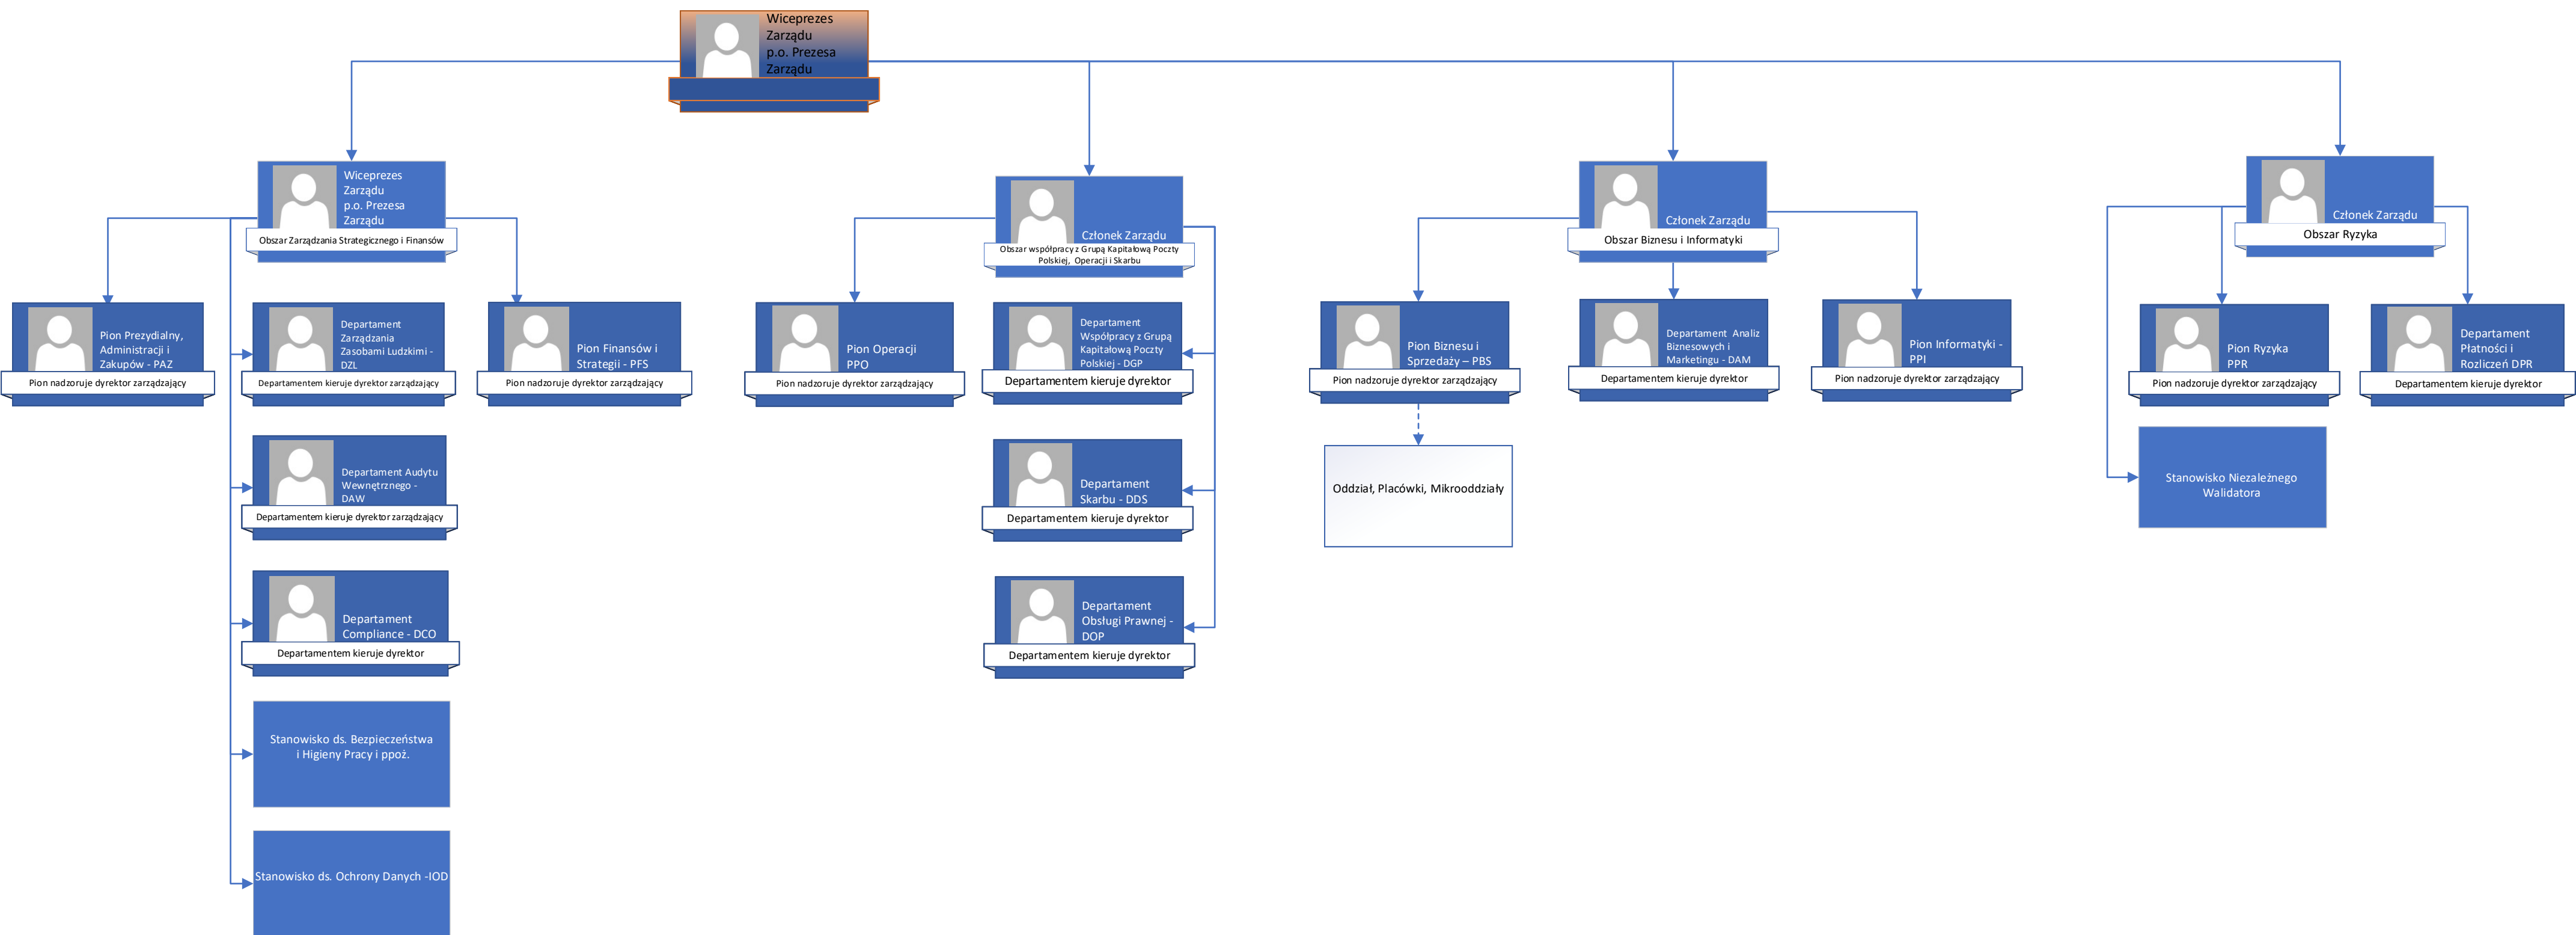 Wiceprezes
Zarządu
p.o. Prezesa
Zarządu
Wiceprezes
Zarządu
p.o. Prezesa
Zarządu
Obszar Zarządzania Strategicznego i Finansów
Członek Zarządu
Obszar współpracy z Grupą Kapitałową Poczty
Polskiej, Operacji i Skarbu
Członek Zarządu
Obszar Biznesu i Informatyki
Członek Zarządu
Obszar Ryzyka
Pion Prezydialny,
Administracji i
Zakupów - PAZ
Pion nadzoruje dyrektor zarządzający
Departament
Zarządzania
Zasobami Ludzkimi -
DZL
Departamentem kieruje dyrektor zarządzający
Pion Finansów i
Strategii - PFS
Pion nadzoruje dyrektor zarządzający
Pion Operacji
PPO
Pion nadzoruje dyrektor zarządzający
Departament
Współpracy z Grupą
Kapitałową Poczty
Polskiej - DGP
Departamentem kieruje dyrektor
Pion Biznesu i
Sprzedaży – PBS
Pion nadzoruje dyrektor zarządzający
Departament Analiz
Biznesowych i
Marketingu - DAM
Departamentem kieruje dyrektor
Pion Informatyki -
PPI
Pion nadzoruje dyrektor zarządzający
Pion Ryzyka
PPR
Pion nadzoruje dyrektor zarządzający
Departament
Płatności i
Rozliczeń DPR
Departamentem kieruje dyrektor
Departament Audytu
Wewnętrznego -
DAW
Departamentem kieruje dyrektor zarządzający
Departament
Skarbu - DDS
Departamentem kieruje dyrektor
Oddział, Placówki, Mikrooddziały
Stanowisko Niezależnego
Walidatora
Departament
Compliance - DCO
Departamentem kieruje dyrektor
Departament
Obsługi Prawnej -
DOP
Departamentem kieruje dyrektor
Stanowisko ds. Bezpieczeństwa
i Higieny Pracy i ppoż.
Stanowisko ds. Ochrony Danych -IOD